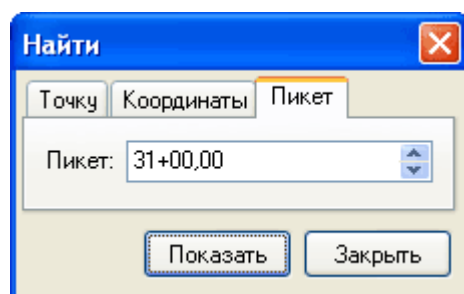 Найти
Точку Координаты Пикет
Пикет: 31+00,00
Показать Закрыть